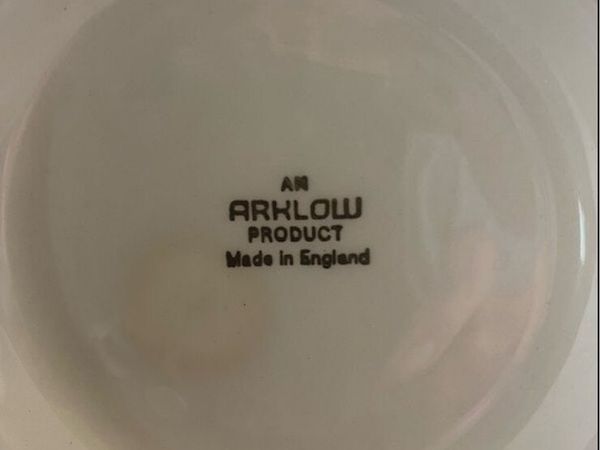 AN
ARKLOW
PRODUCT
Made in England